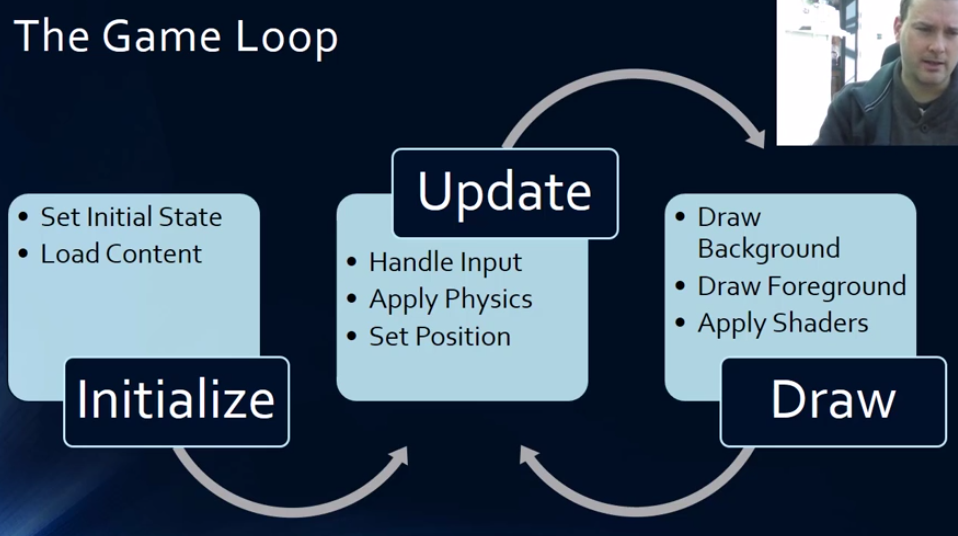 The Game Loop
• Set Initial State
• Load Content
Initialize
Update
• Handle Input
• Apply Physics
• Set Position
• Draw
Background
• Draw Foreground
• Apply Shaders
Draw